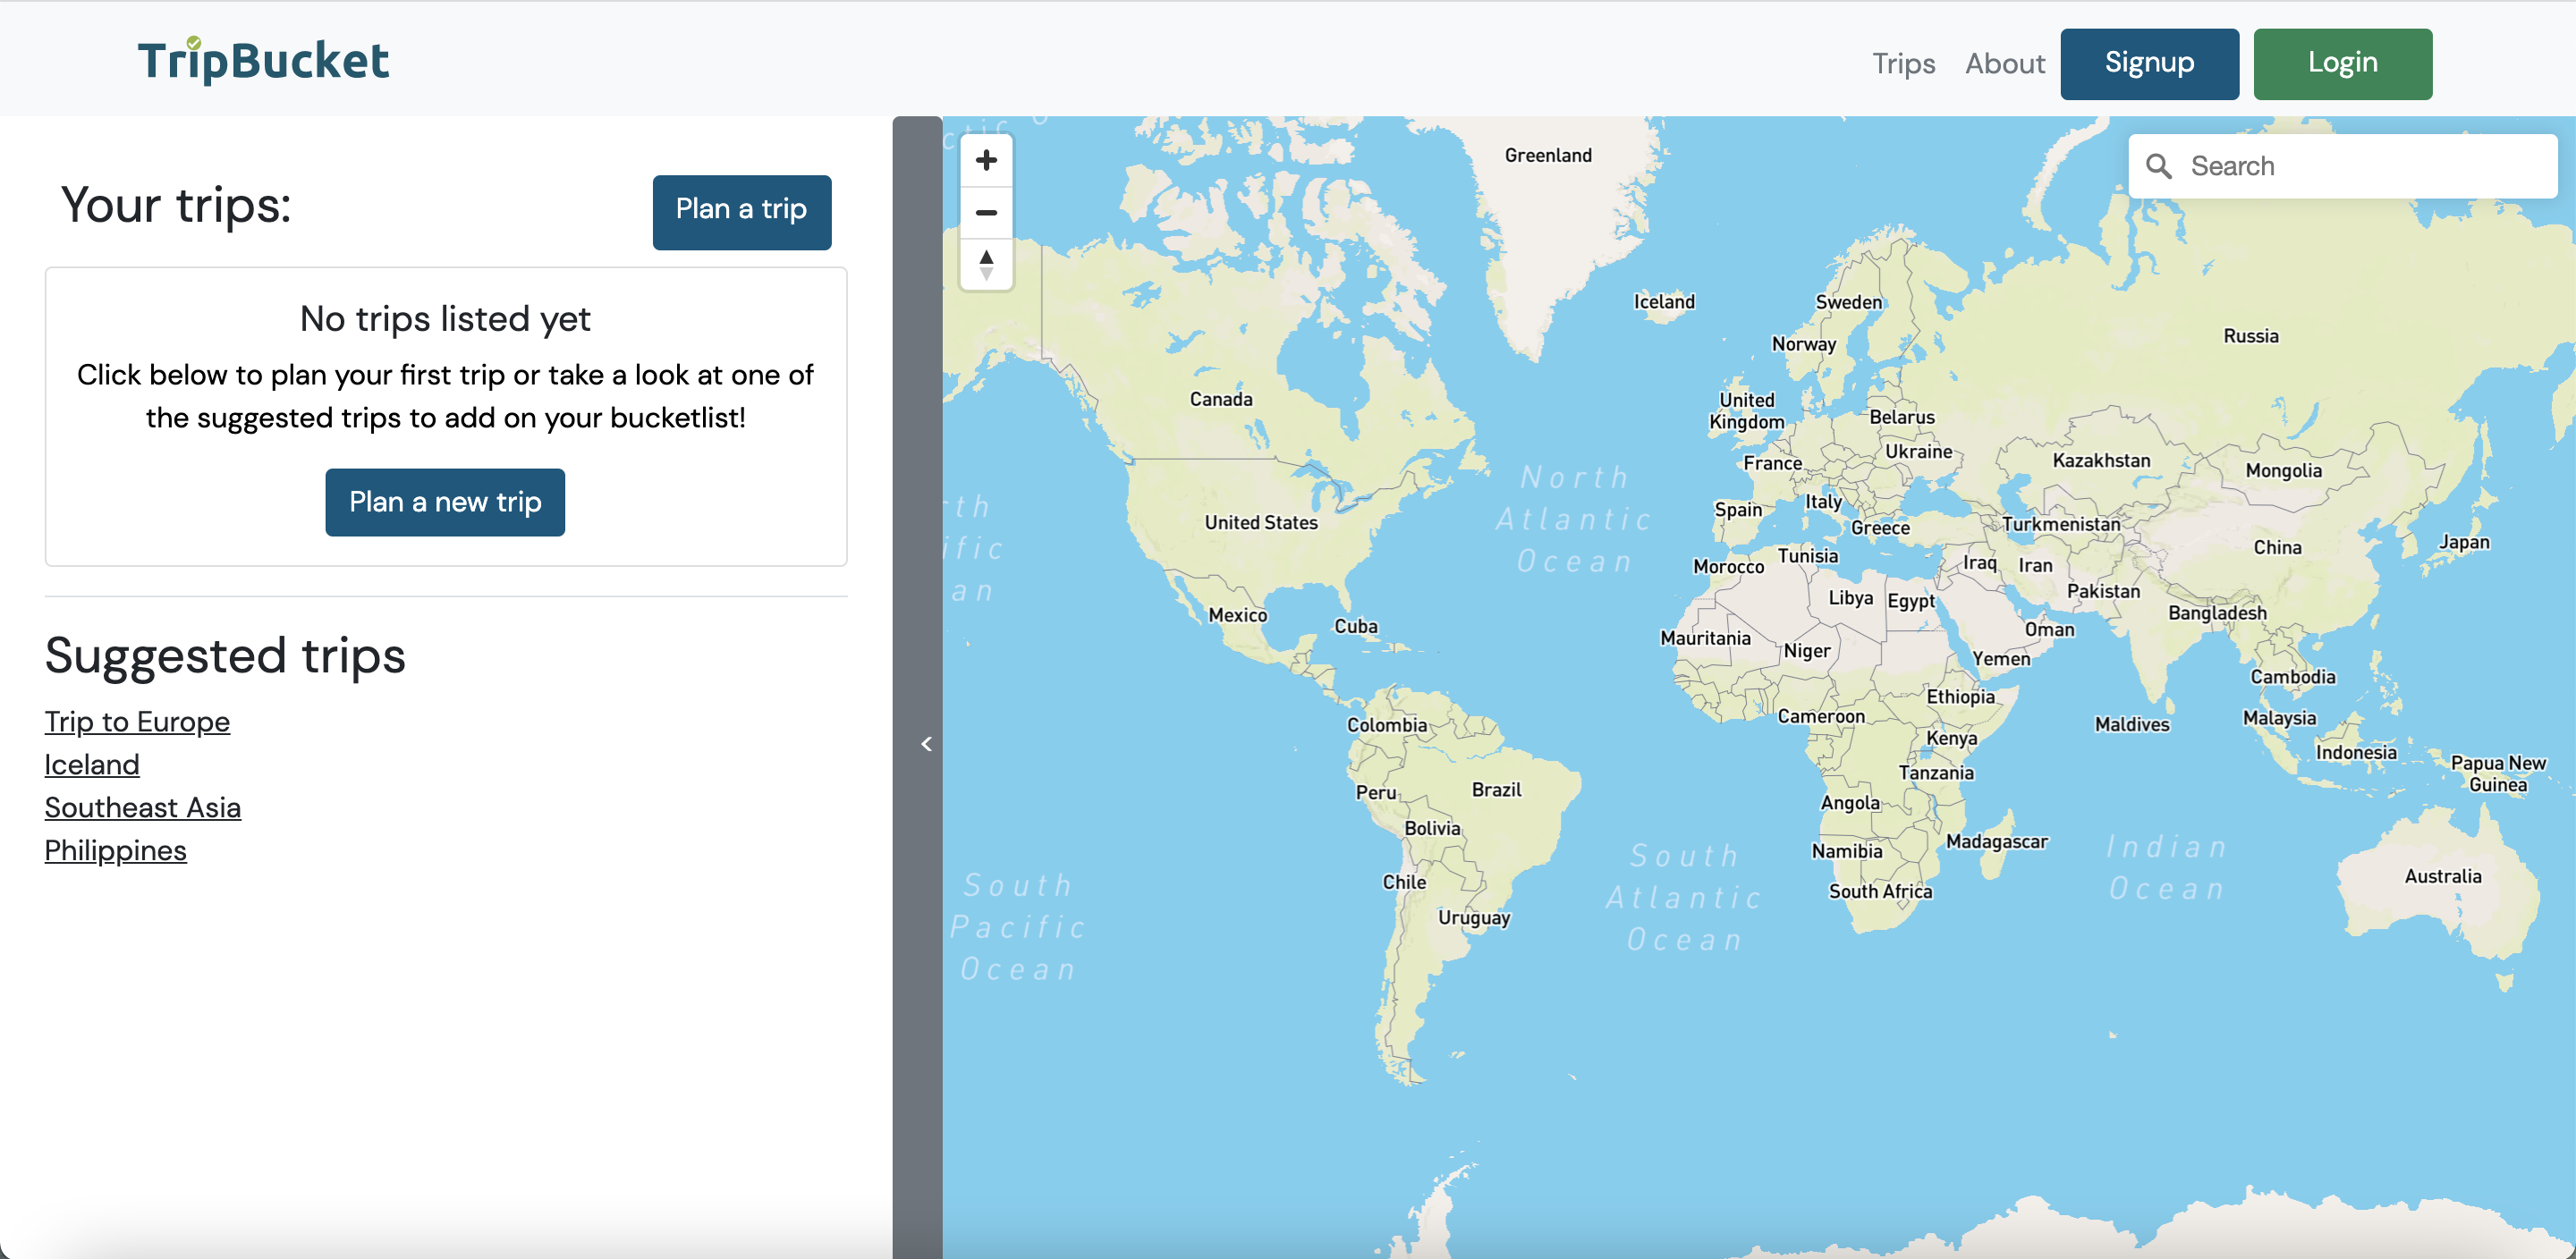 TripBucket
Trips
About
Signup
Login
Your trips:
Plan a trip
No trips listed yet
Click below to plan your first trip or take a look at one of
the suggested trips to add on your bucketlist!
Plan a new trip
Suggested trips
Trip to Europe
Iceland
Southeast Asia
Philippines
Search
Greenland
Iceland
Sweden
Norway
Russia
Canada
United
Kingdom
Belarus
Ukraine
France
Kazakhstan
Mongolia
North
Atlantic
Ocean
United States
Spain
Italy
Greece
Turkmenistan
China
Japan
Morocco
Tunisia
Iraq
Iran
Pakistan
Libya
Egypt
Bangladesh
Mexico
Cuba
Mauritania
Niger
Oman
Yemen
Cambodia
Ethiopia
Colombia
Cameroon
Maldives
Malaysia
Kenya
Indonesia
Tanzania
Papua New
Guinea
Peru
Brazil
Angola
Bolivia
Madagascar
Namibia
Indian
Ocean
South
Atlantic
Ocean
Chile
South Africa
Australia
Uruguay
South
Pacific
Ocean